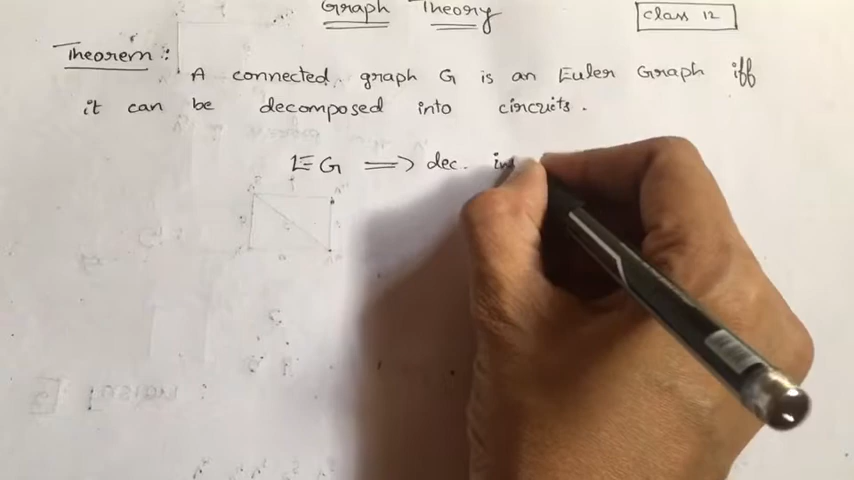 Graph Theory
class 12
Theorem :
A connected graph G is an Euler Graph iff
it can be decomposed into circuits.
EG ⟹ dec. in